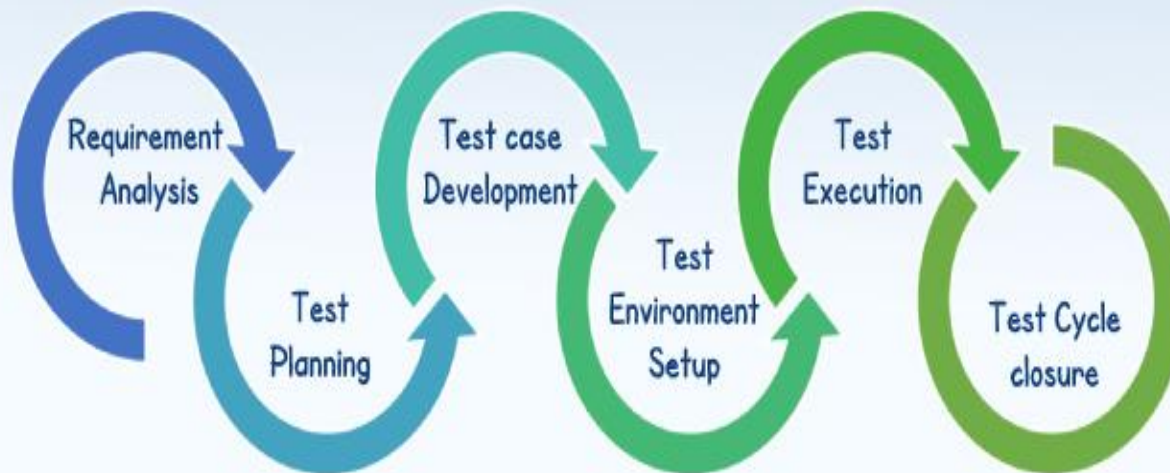 Requirement
Analysis
Test
Planning
Test case
Development
Test
Environment
Setup
Test
Execution
Test Cycle
closure